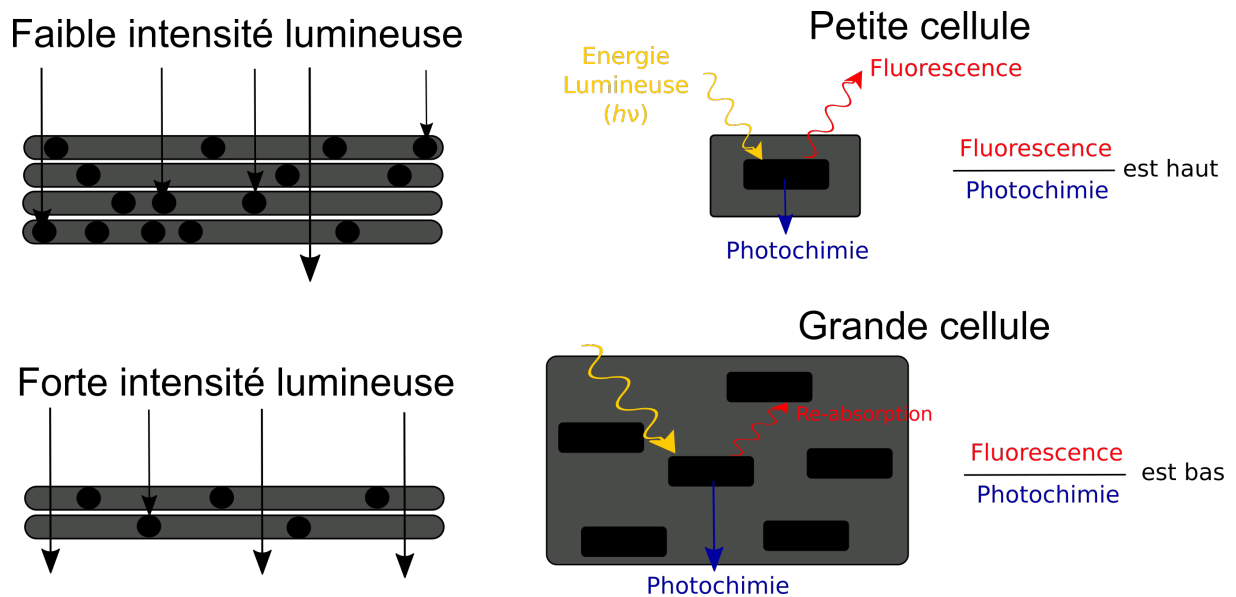 Faible intensité lumineuse
Forte intensité lumineuse
Petite cellule
Energie
Lumineuse
(hν)
Fluorescence
Photochimie
Fluorescence
Photochimie
est haut
Grande cellule
Re-absorption
Photochimie
Fluorescence
Photochimie
est bas